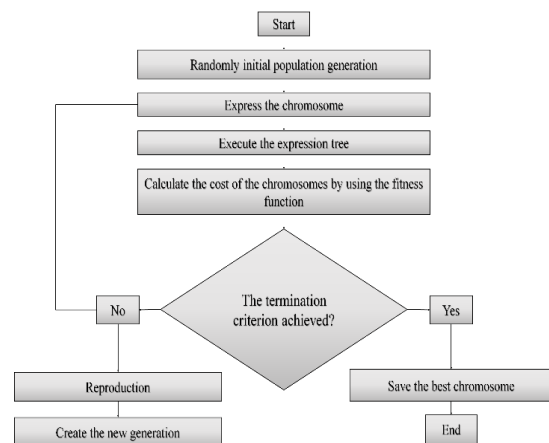 Start
Randomly initial population generation
Express the chromosome
Execute the expression tree
Calculate the cost of the chromosomes by using the fitness
function
The termination
criterion achieved?
No
Yes
Reproduction
Save the best chromosome
Create the new generation
End